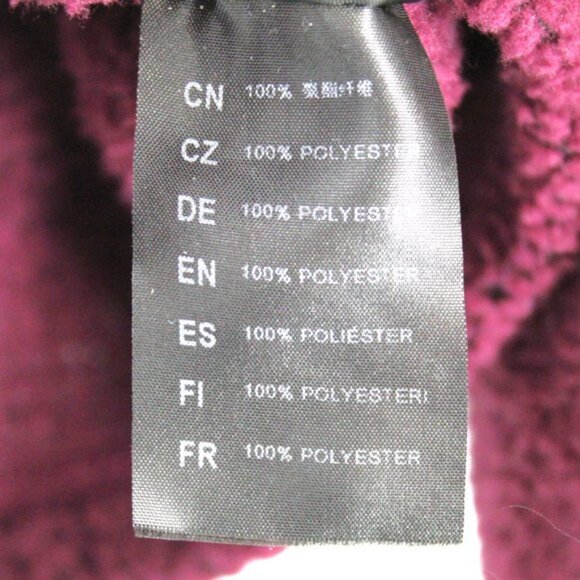 CN 100% 聚酯纤维
CZ 100% POLYESTER
DE 100% POLYESTER
EN 100% POLYESTER
ES 100% POLIÉSTER
FI 100% POLYESTERI
FR 100% POLYESTER